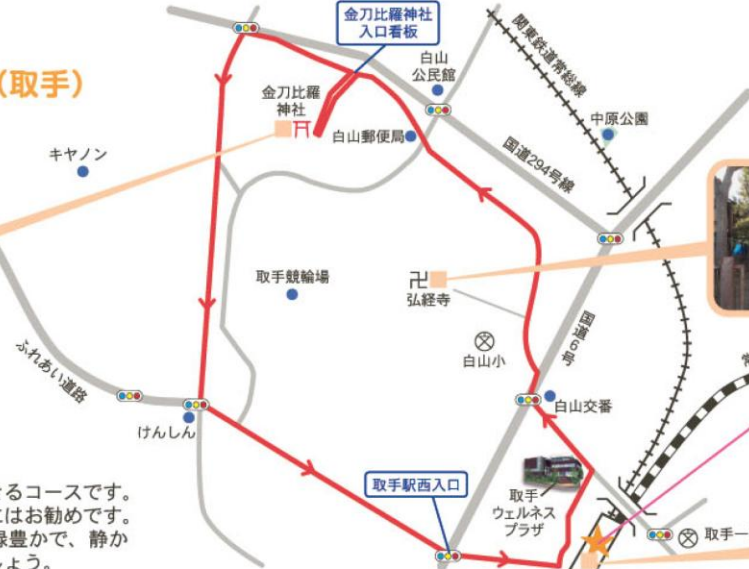 金刀比羅神社
入口看板
(取手)
白山
公民館
関東鉄道常総線
金刀比羅
神社
中原公園
白山郵便局
キヤノン
国道294号線
取手競輪場
卍
弘経寺
国道6号
白山小
ふれあい道路
白山交番
けんしん
取手駅西入口
取手
ウェルネス
プラザ
るコースです。
はお勧めです。
豊かで、静か
ょう。
取手一